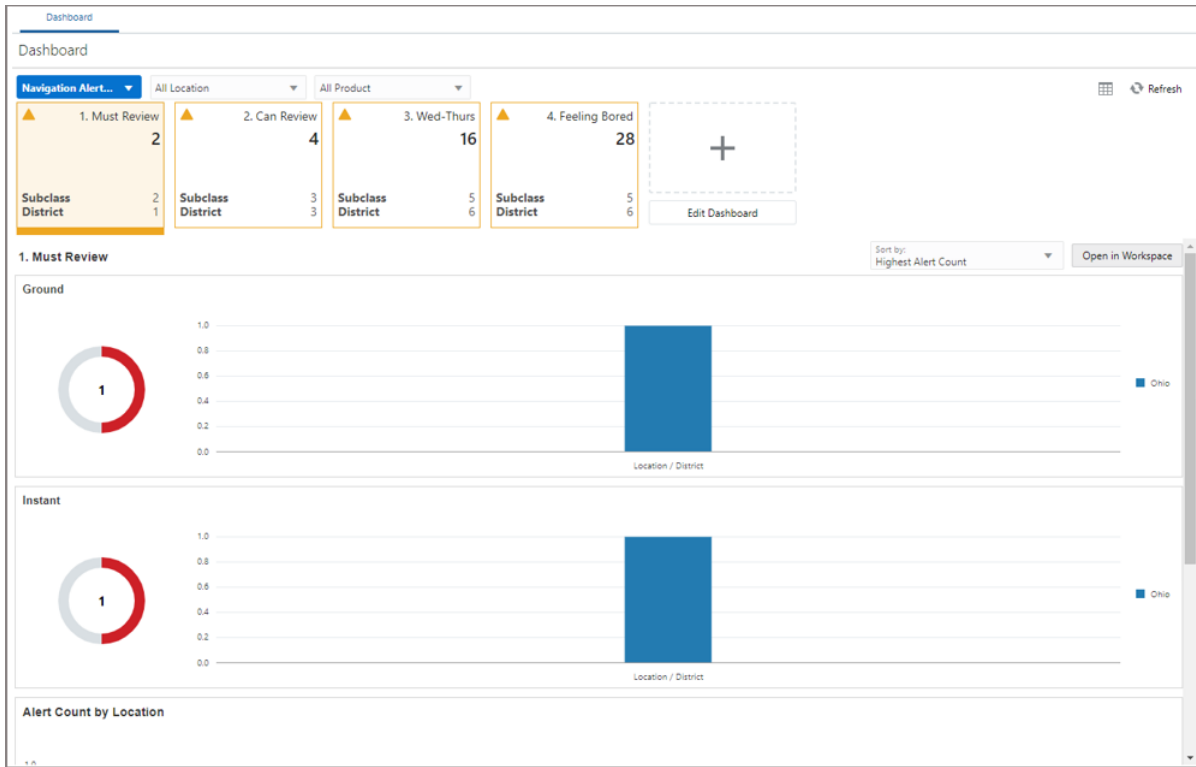 Dashboard
Dashboard
Navigation Alert... All Location All Product Refresh
1. Must Review
2
Subclass 2
District 1
2. Can Review
4
Subclass 3
District 3
3. Wed-Thurs
16
Subclass 5
District 6
4. Feeling Bored
28
Subclass 5
District 6
Edit Dashboard
1. Must Review
Sort by:
Highest Alert Count
Open in Workspace
Ground
1
1.0
0.8
0.6
0.4
0.2
0.0
Location / District
Ohio
Instant
1
1.0
0.8
0.6
0.4
0.2
0.0
Location / District
Ohio
Alert Count by Location
1.0